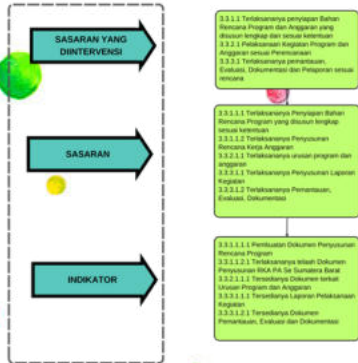 SASARAN YANG
DIINTERVENSI
3.3.1.1 Terlaksananya penyiapan Bahan
Rencana Program dan Anggaran yang
disusun lengkap dan sesuai ketentuan
3.3.2.1 Pelaksanaan Kegiatan Program dan
Anggaran sesuai Perencanaan
3.3.3.1 Terlaksananya pemantauan,
Evaluasi, Dokumentasi dan Pelaporan sesuai
rencana
SASARAN
3.3.1.1.1 Terlaksananya Penyiapan Bahan
Rencana Program yang disusun lengkap
sesuai ketentuan
3.3.1.1.2 Terlaksananya Penyusunan
Rencana Kerja Anggaran
3.3.2.1.1 Terlaksananya urusan program dan
anggaran
3.3.3.1.1 Terlaksananya Penyusunan Laporan
Kegiatan
3.3.3.1.2 Terlaksananya Pemantauan,
Evaluasi, Dokumentasi
INDIKATOR
3.3.1.1.1.1 Pembuatan Dokumen Penyusunan
Rencana Program
3.3.1.1.2.1 Terlaksananya telaah Dokumen
Penyusunan RKA PA Se Sumatera Barat
3.3.2.1.1.1 Tersedianya Dokumen terkait
Urusan Program dan Anggaran
3.3.3.1.1.1 Tersedianya Laporan Pelaksanaan
Kegiatan
3.3.3.1.2.1 Tersedianya Dokumen
Pemantauan, Evaluasi dan Dokumentasi